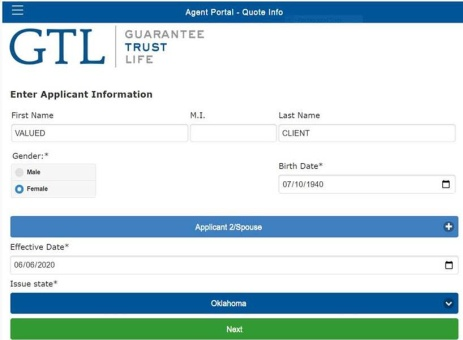 Agent Portal - Quote Info
GTL GUARANTEE
TRUST
LIFE
Enter Applicant Information
First Name M.I. Last Name
VALUED CLIENT
Gender:* Birth Date*
Male
Female 07/10/1940
Applicant 2/Spouse
Effective Date*
06/06/2020
Issue state*
Oklahoma
Next